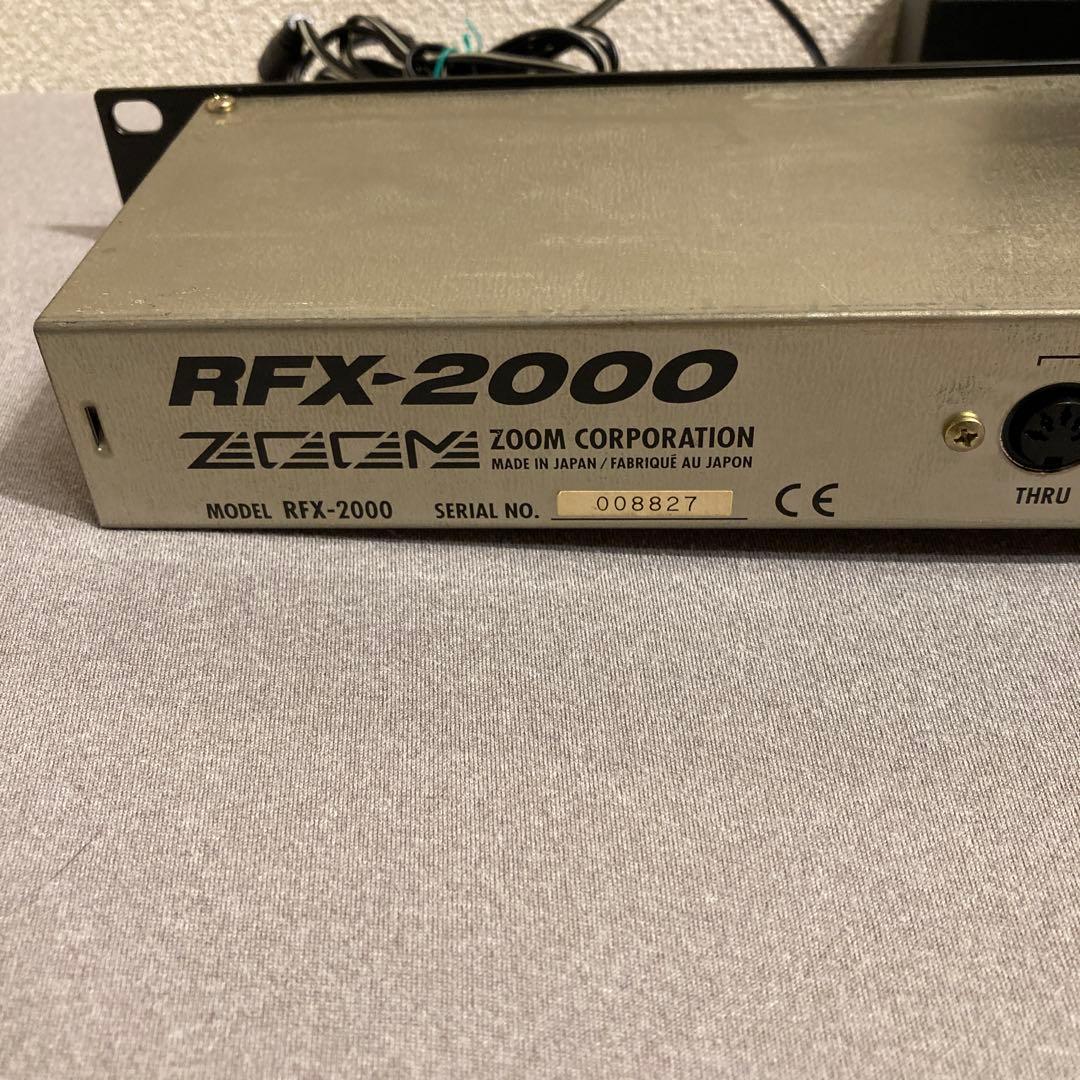 RFX-2000
ZOOM ZOOM CORPORATION
MADE IN JAPAN / FABRIQUÉ AU JAPON
MODEL RFX-2000 SERIAL NO. 008827 CE
THRU